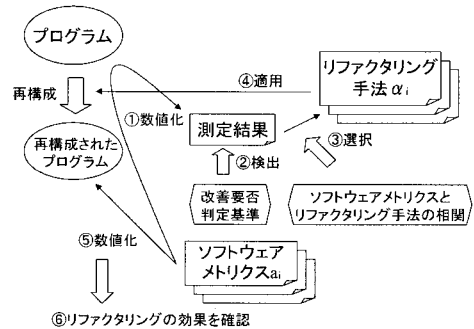 プログラム
再構成
再構成された
プログラム
①数値化
測定結果
②検出
③選択
④適用
リファクタリング
手法αi
改善要否
判定基準
ソフトウェアメトリクスと
リファクタリング手法の相関
ソフトウェア
メトリクスai
⑤数値化
⑥リファクタリングの効果を確認